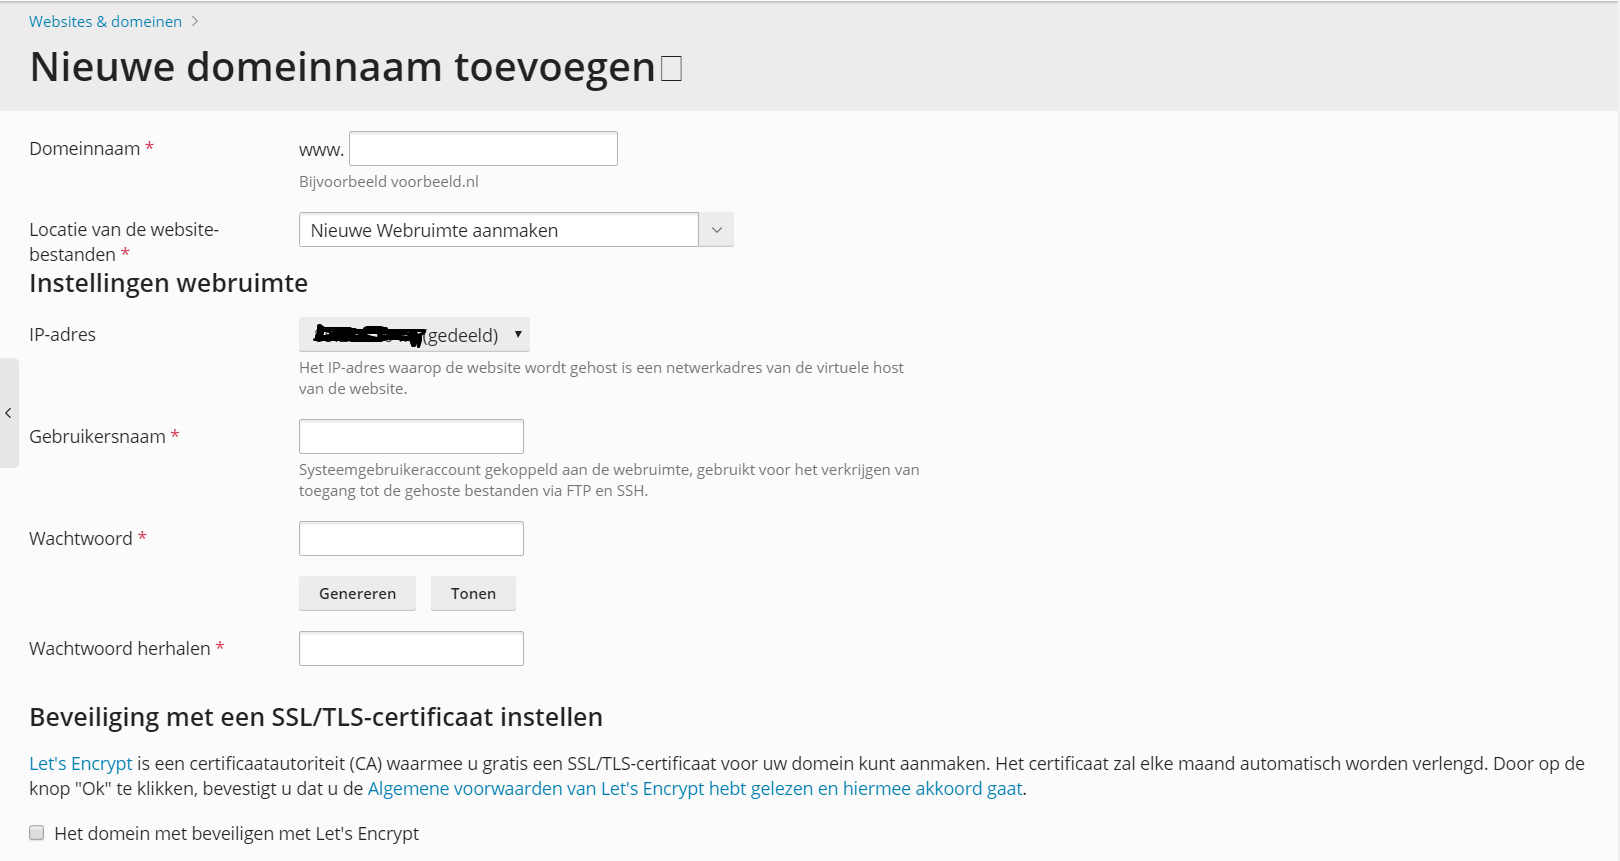 Websites & domeinen
Nieuwe domeinnaam toevoegen
Domeinnaam *
www.
Bijvoorbeeld voorbeeld.nl
Locatie van de website-
bestanden *
Nieuwe Webruimte aanmaken
Instellingen webruimte
IP-adres
(gedeeld)
Het IP-adres waarop de website wordt gehost is een netwerkadres van de virtuele host
van de website.
Gebruikersnaam *
Systeemgebruikeraccount gekoppeld aan de webruimte, gebruikt voor het verkrijgen van
toegang tot de gehoste bestanden via FTP en SSH.
Wachtwoord *
Genereren Tonen
Wachtwoord herhalen *
Beveiliging met een SSL/TLS-certificaat instellen
Let's Encrypt is een certificaatautoriteit (CA) waarmee u gratis een SSL/TLS-certificaat voor uw domein kunt aanmaken. Het certificaat zal elke maand automatisch worden verlengd. Door op de
knop "Ok" te klikken, bevestigt u dat u de Algemene voorwaarden van Let's Encrypt hebt gelezen en hiermee akkoord gaat.
Het domein met beveiligen met Let's Encrypt